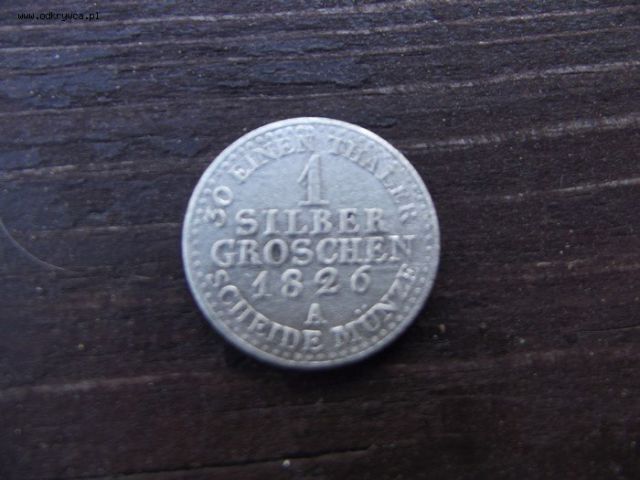 www.odkrywca.pl
30 EINEN THALER
1
SILBER
GROSCHEN
1826
A
SCHEIDE MÜNZE